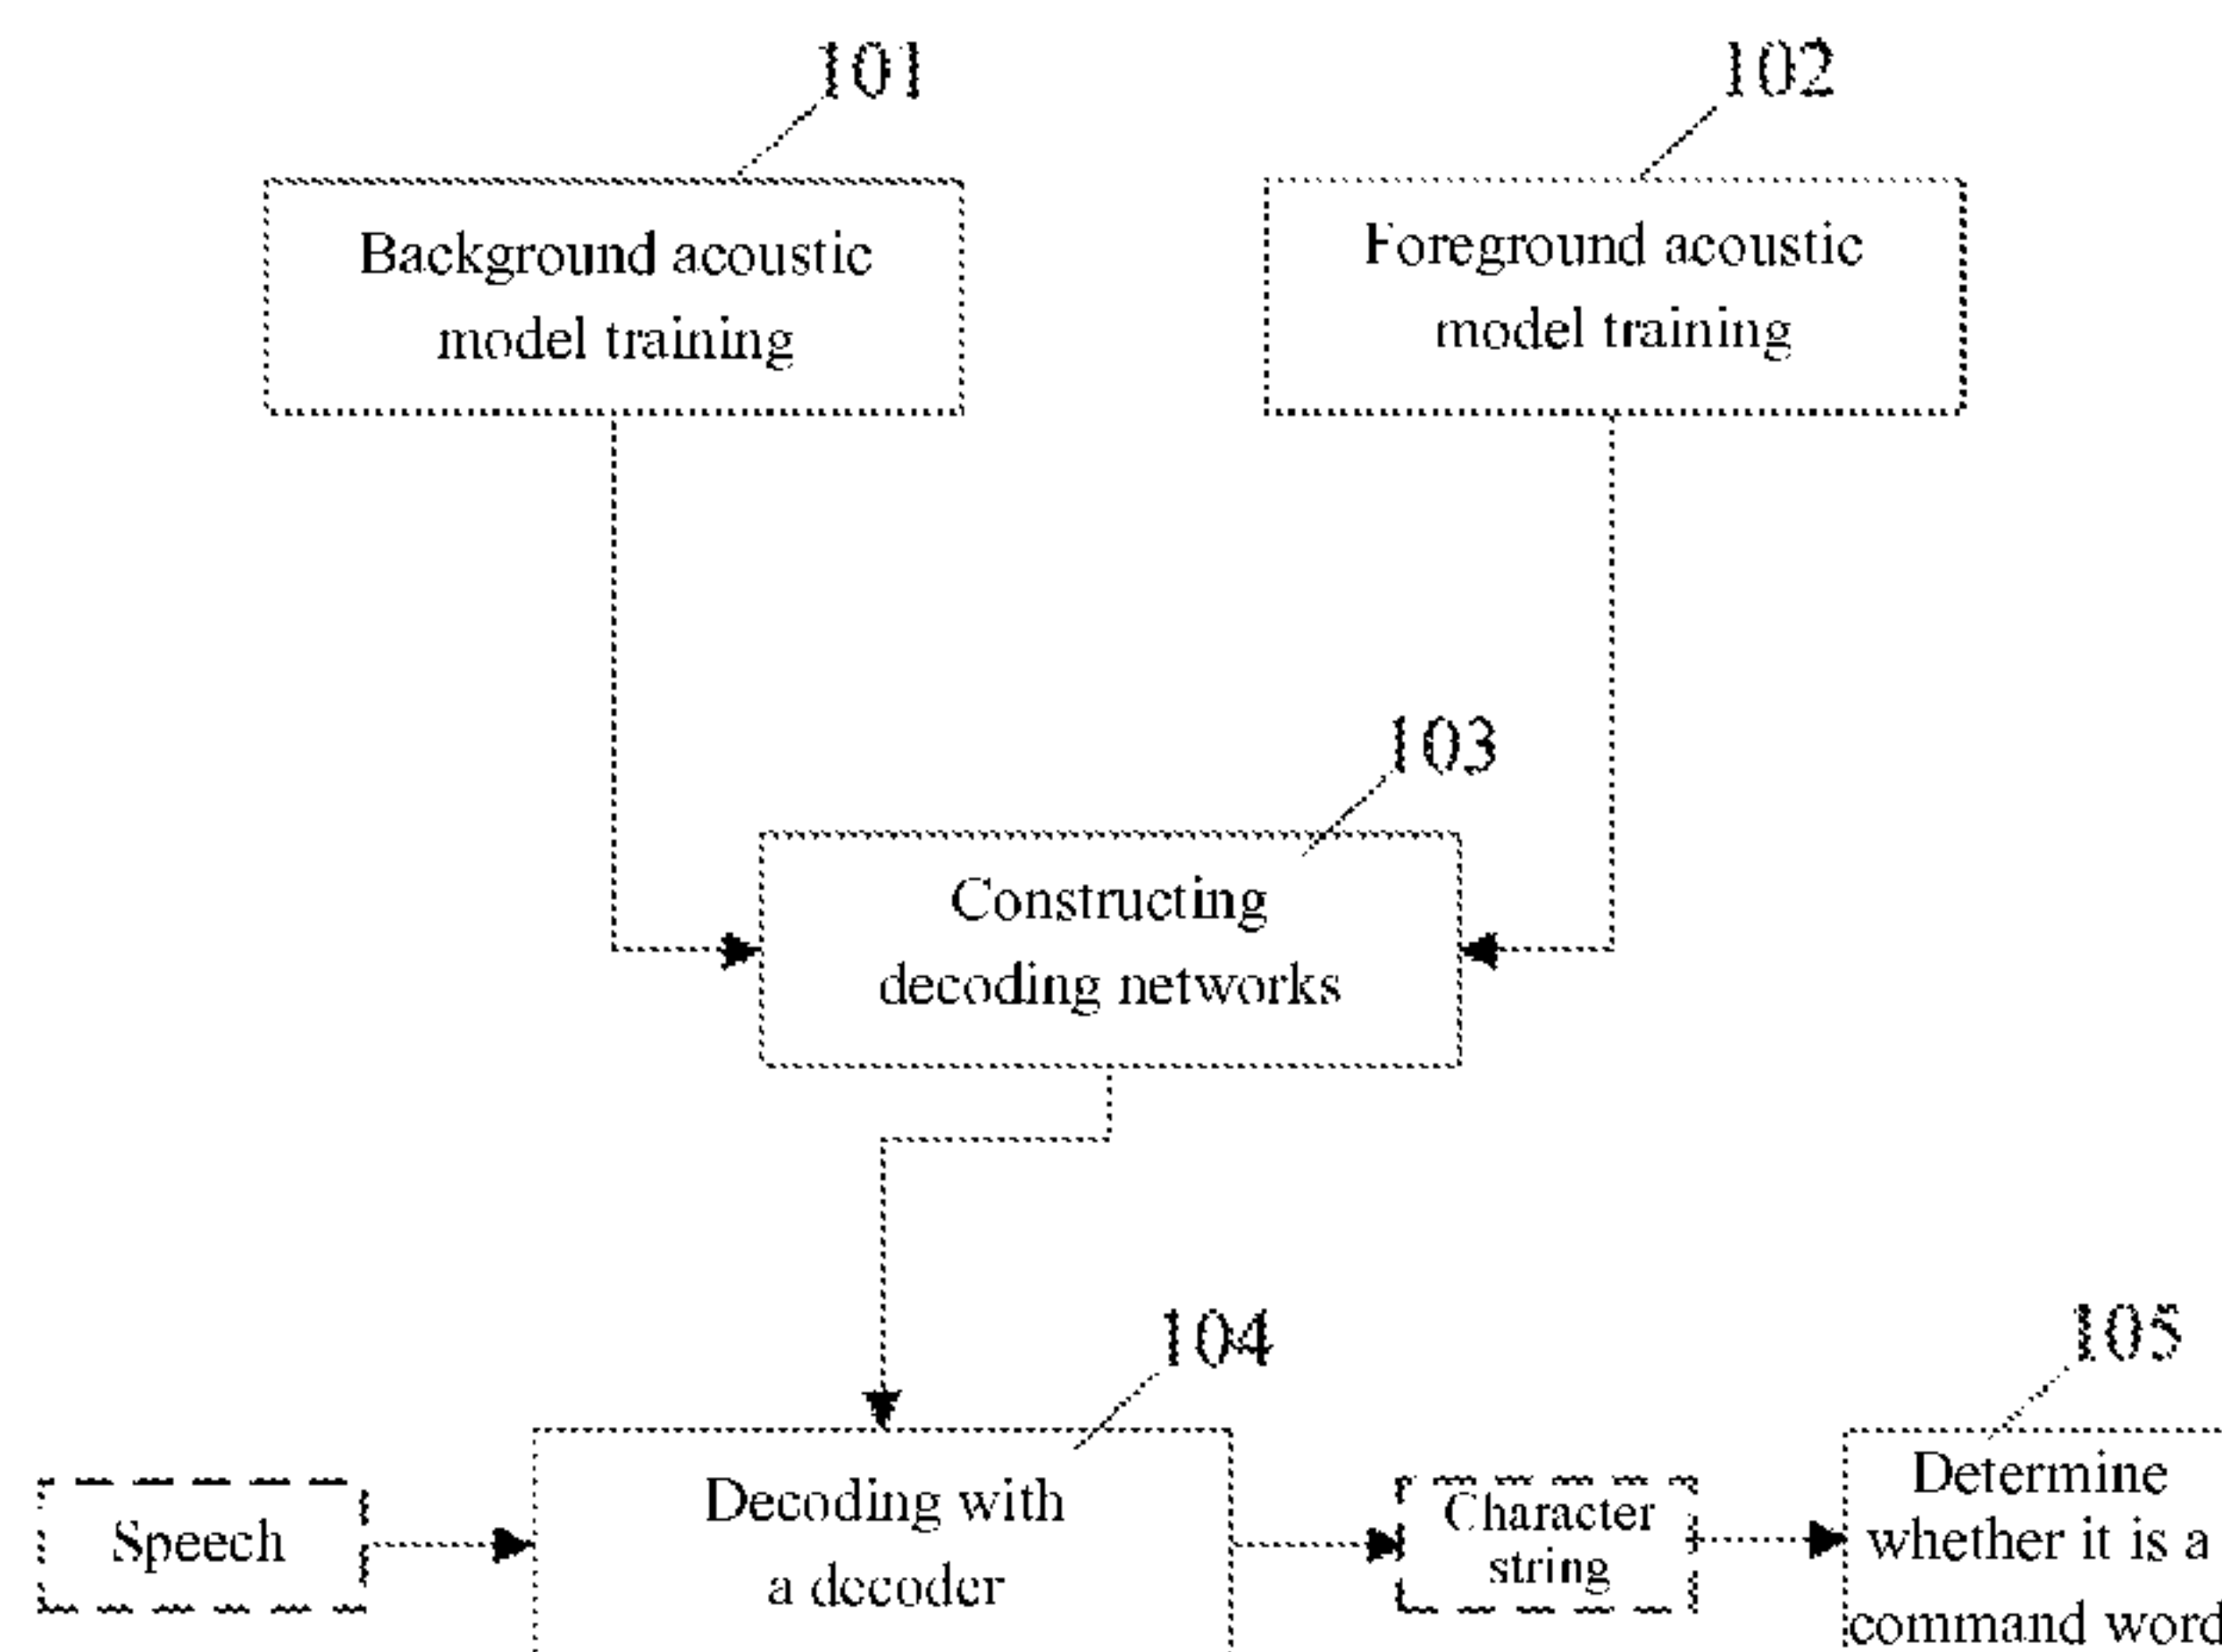 101
102
Background acoustic
model training
Foreground acoustic
model training
103
Constructing
decoding networks
104
105
Speech
Decoding with
a decoder
Character
string
Determine
whether it is a
command word